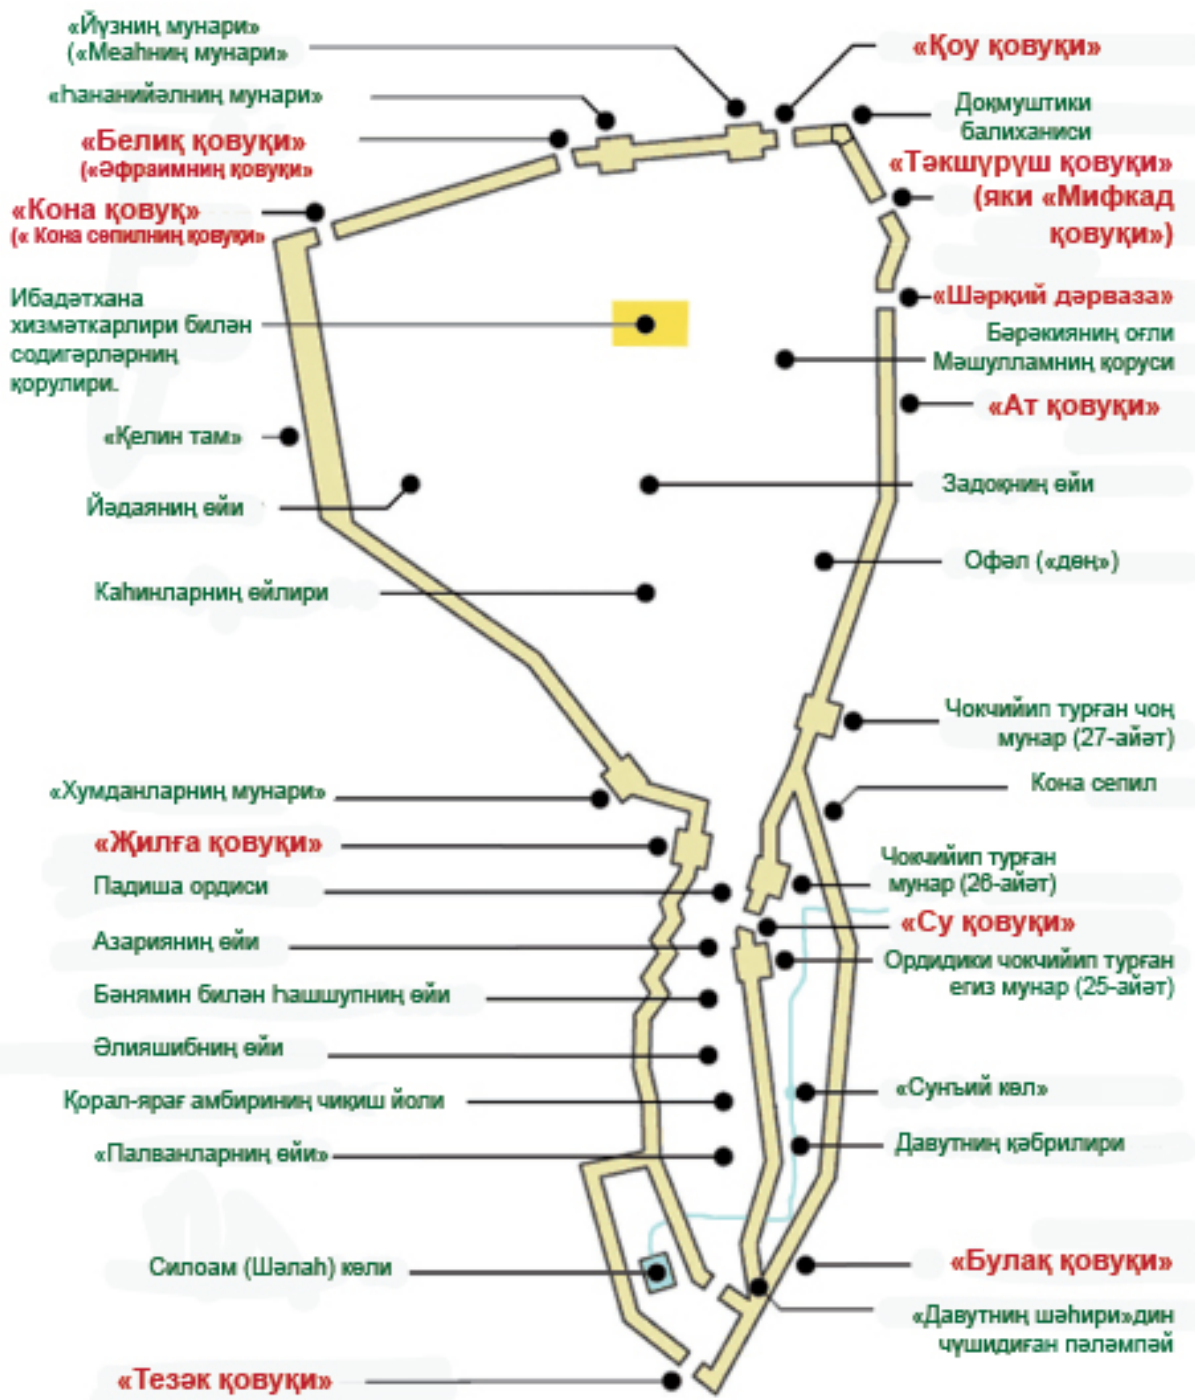 «Йүзниң мунари»
(«Меаһниң мунари»
«Һананийәлниң мунари»
«Белиқ қовуқи»
(«Әфраимниң қовуқи»
«Кона қовуқ»
(« Кона сепилниң қовуқи»
Ибадәтхана
хизмәткарлири билән
содигәрләрниң
қорулири.
«Қелин там»
Йәдаяниң өйи
Каһинларниң өйлири
«Хумданларниң мунари»
«Җилға қовуқи»
Падиша ордиси
Азарияниң өйи
Бәнямин билән Һашшупниң өйи
Әлияшибниң өйи
Қорал-ярағ амбириниң чиқиш йоли
«Палванларниң өйи»
Силоам (Шәлаһ) көли
«Тезәк қовуқи»
«Қоу қовуқи»
Доқмуштики
балиханиси
«Тәкшүрүш қовуқи»
(яки «Мифкад
қовуқи»)
«Шәрқий дәрваза»
Бәрәкияниң оғли
Мәшулламниң қоруси
«Ат қовуқи»
Задоқниң өйи
Офәл («дөң»)
Чокчийип турған чоң
мунар (27-айәт)
Кона сепил
Чокчийип турған
мунар (26-айәт)
«Су қовуқи»
Ордидики чокчийип турған
егиз мунар (25-айәт)
«Сунъий көл»
Давутниң қәбрилири
«Булақ қовуқи»
«Давутниң шәһири»дин
чүшидиған пәләмпәй